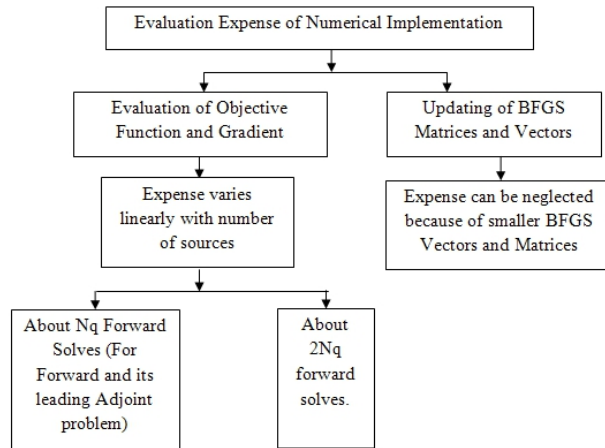 Evaluation Expense of Numerical Implementation
Evaluation of Objective
Function and Gradient
Updating of BFGS
Matrices and Vectors
Expense varies
linearly with number
of sources
Expense can be neglected
because of smaller BFGS
Vectors and Matrices
About Nq Forward
Solves (For
Forward and its
leading Adjoint
problem)
About
2Nq
forward
solves.